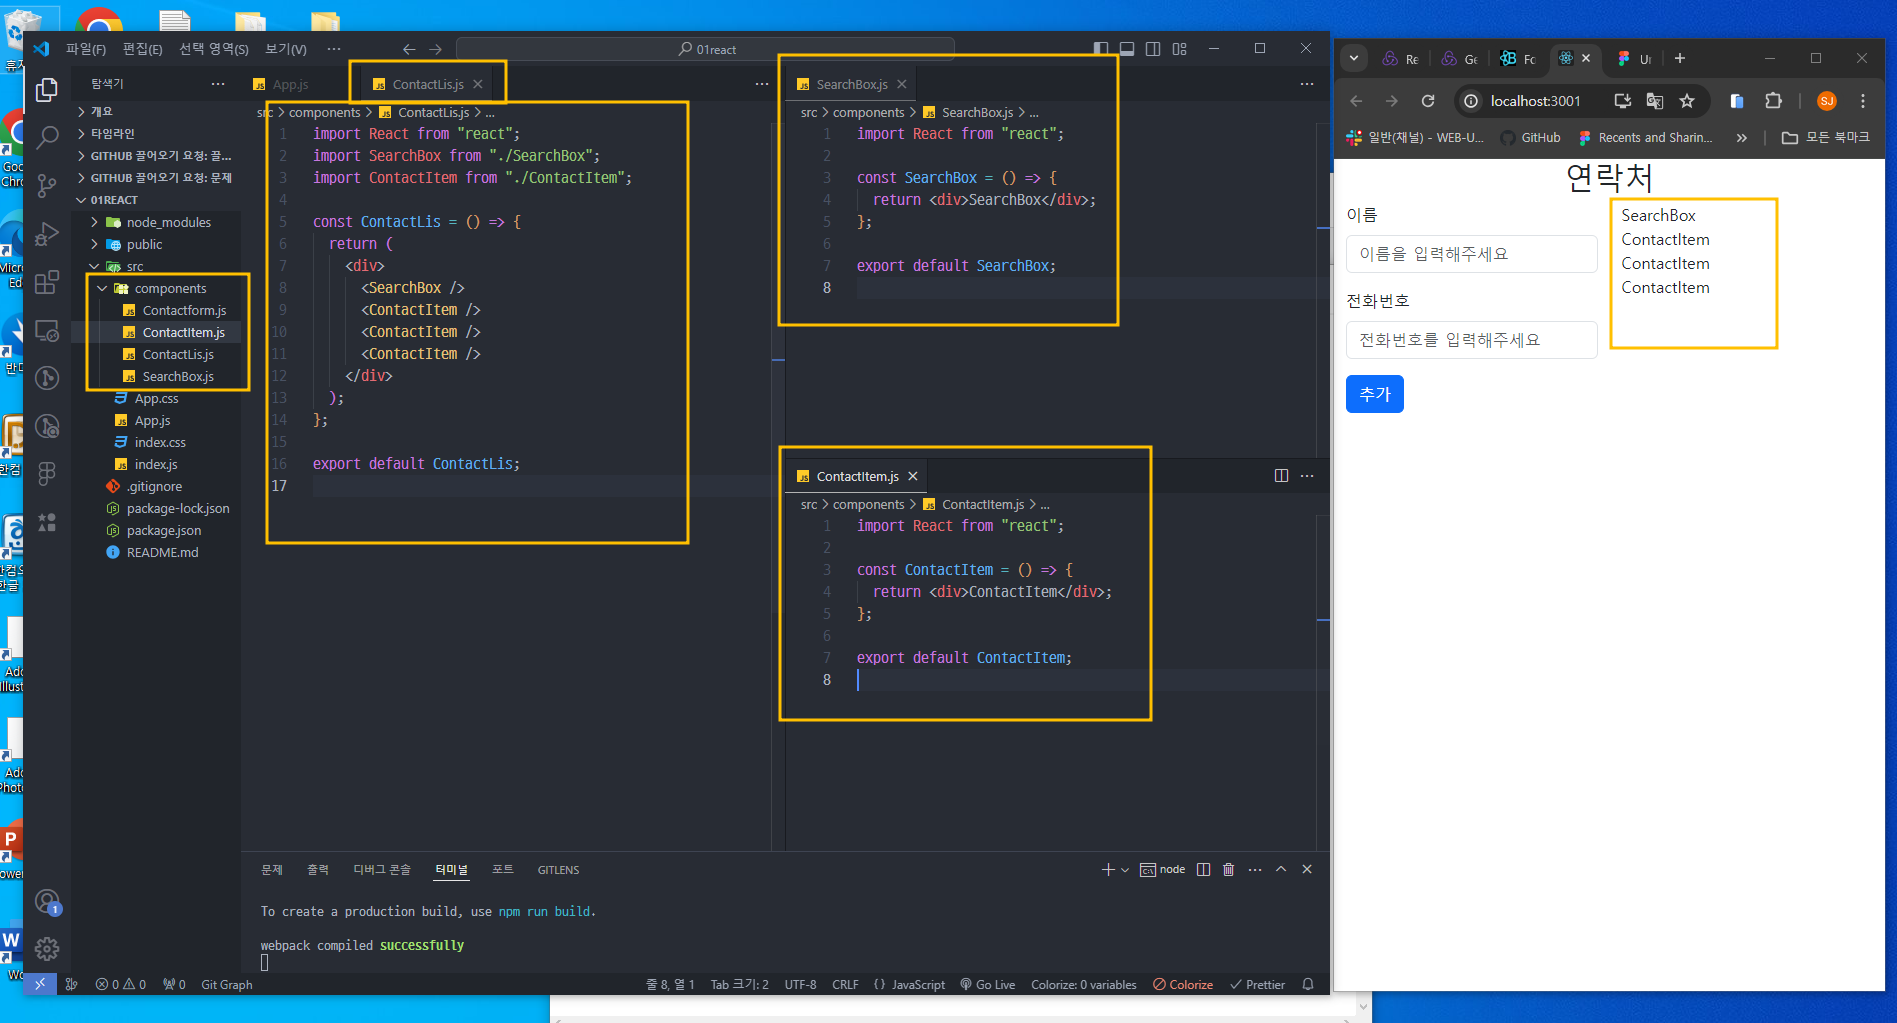 파일(F) 편집(E) 선택 영역(S) 보기(V) ···
01react
탐색기 ···
개요
타임라인
GITHUB 끌어오기 요청: 끌...
GITHUB 끌어오기 요청: 문제
01REACT
node_modules
public
src
components
Contactform.js
ContactItem.js
ContactLis.js
SearchBox.js
App.css
App.js
index.css
index.js
.gitignore
package-lock.json
package.json
README.md
App.js ContactLis.js ···
src > components > ContactLis.js > ...
1 import React from "react";
2 import SearchBox from "./SearchBox";
3 import ContactItem from "./ContactItem";
4
5 const ContactLis = () => {
6 return (
7 <div>
8 <SearchBox />
9 <ContactItem />
10 <ContactItem />
11 <ContactItem />
12 </div>
13 );
14 };
15
16 export default ContactLis;
17
SearchBox.js ···
src > components > SearchBox.js > ...
1 import React from "react";
2
3 const SearchBox = () => {
4 return <div>SearchBox</div>;
5 };
6
7 export default SearchBox;
8
ContactItem.js ···
src > components > ContactItem.js > ...
1 import React from "react";
2
3 const ContactItem = () => {
4 return <div>ContactItem</div>;
5 };
6
7 export default ContactItem;
8
문제 출력 디버그 콘솔 터미널 포트 GITLENS
node ···
To create a production build, use npm run build.
webpack compiled successfully
1
0 0 0 Git Graph
줄 8, 열 1 Tab 크기: 2 UTF-8 CRLF {} JavaScript Go Live Colorize: 0 variables Colorize Prettier
Re Ge Fc Ur
localhost:3001
SJ
일반(채널) - WEB-U... GitHub Recents and Sharin... » 모든 북마크
연락처
이름
이름을 입력해주세요
전화번호
전화번호를 입력해주세요
추가
SearchBox
ContactItem
ContactItem
ContactItem